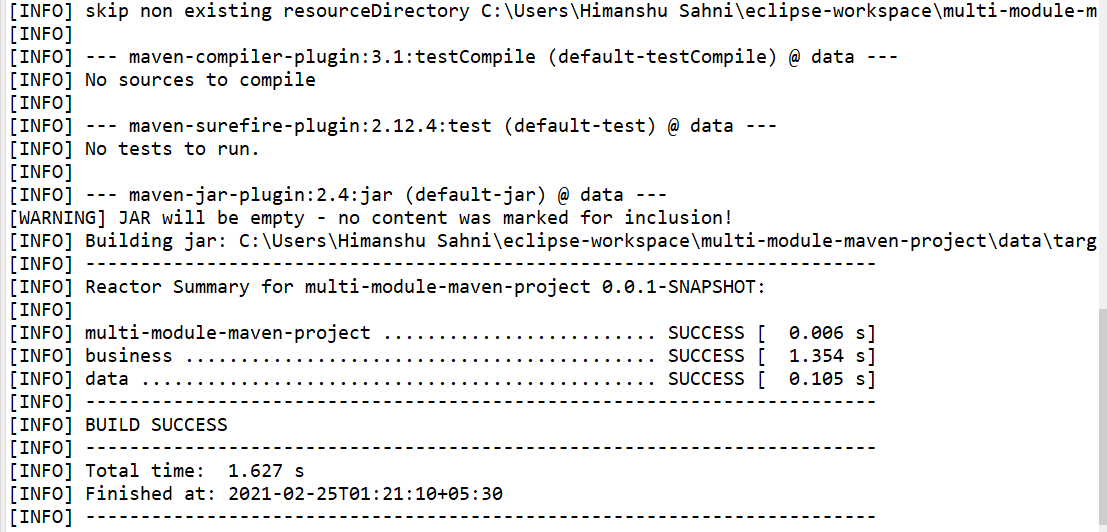 [INFO] skip non existing resourceDirectory C:\Users\Himanshu Sahni\eclipse-workspace\multi-module-m
[INFO]
[INFO] --- maven-compiler-plugin:3.1:testCompile (default-testCompile) @ data ---
[INFO] No sources to compile
[INFO]
[INFO] --- maven-surefire-plugin:2.12.4:test (default-test) @ data ---
[INFO] No tests to run.
[INFO]
[INFO] --- maven-jar-plugin:2.4:jar (default-jar) @ data ---
[WARNING] JAR will be empty - no content was marked for inclusion!
[INFO] Building jar: C:\Users\Himanshu Sahni\eclipse-workspace\multi-module-maven-project\data\targ
[INFO] ------------------------------------------------------------------------
[INFO] Reactor Summary for multi-module-maven-project 0.0.1-SNAPSHOT:
[INFO]
[INFO] multi-module-maven-project ......................... SUCCESS [  0.006 s]
[INFO] business ........................................... SUCCESS [  1.354 s]
[INFO] data ............................................... SUCCESS [  0.105 s]
[INFO] ------------------------------------------------------------------------
[INFO] BUILD SUCCESS
[INFO] ------------------------------------------------------------------------
[INFO] Total time:  1.627 s
[INFO] Finished at: 2021-02-25T01:21:10+05:30
[INFO] ------------------------------------------------------------------------